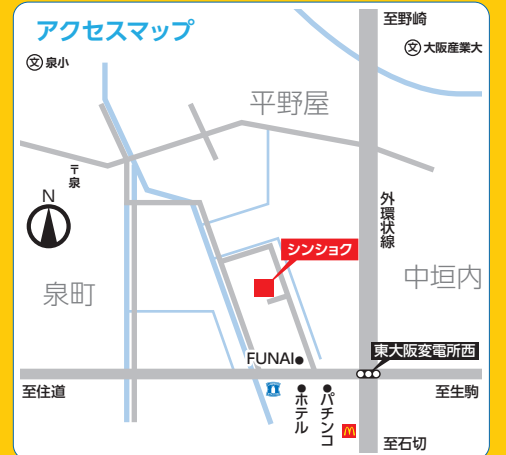 アクセスマップ
至野崎
文 大阪産業大
文 泉小
平野屋
〒泉
N
外環状線
シンショク
中垣内
泉町
東大阪変電所西
FUNAI
至住道
至生駒
ホテル
パチンコ
M
至石切